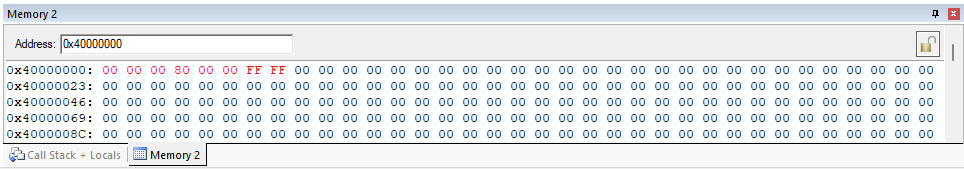 Memory 2
Address: 0x40000000
0x40000000: 00 00 00 80 00 00 FF FF 00 00 00 00 00 00 00 00 00 00 00 00 00 00 00 00 00 00 00 00 00 00 00 00 00 00 00
0x40000023: 00 00 00 00 00 00 00 00 00 00 00 00 00 00 00 00 00 00 00 00 00 00 00 00 00 00 00 00 00 00 00 00 00 00 00
0x40000046: 00 00 00 00 00 00 00 00 00 00 00 00 00 00 00 00 00 00 00 00 00 00 00 00 00 00 00 00 00 00 00 00 00 00 00
0x40000069: 00 00 00 00 00 00 00 00 00 00 00 00 00 00 00 00 00 00 00 00 00 00 00 00 00 00 00 00 00 00 00 00 00 00 00
0x4000008C: 00 00 00 00 00 00 00 00 00 00 00 00 00 00 00 00 00 00 00 00 00 00 00 00 00 00 00 00 00 00 00 00 00 00 00
Call Stack + Locals Memory 2